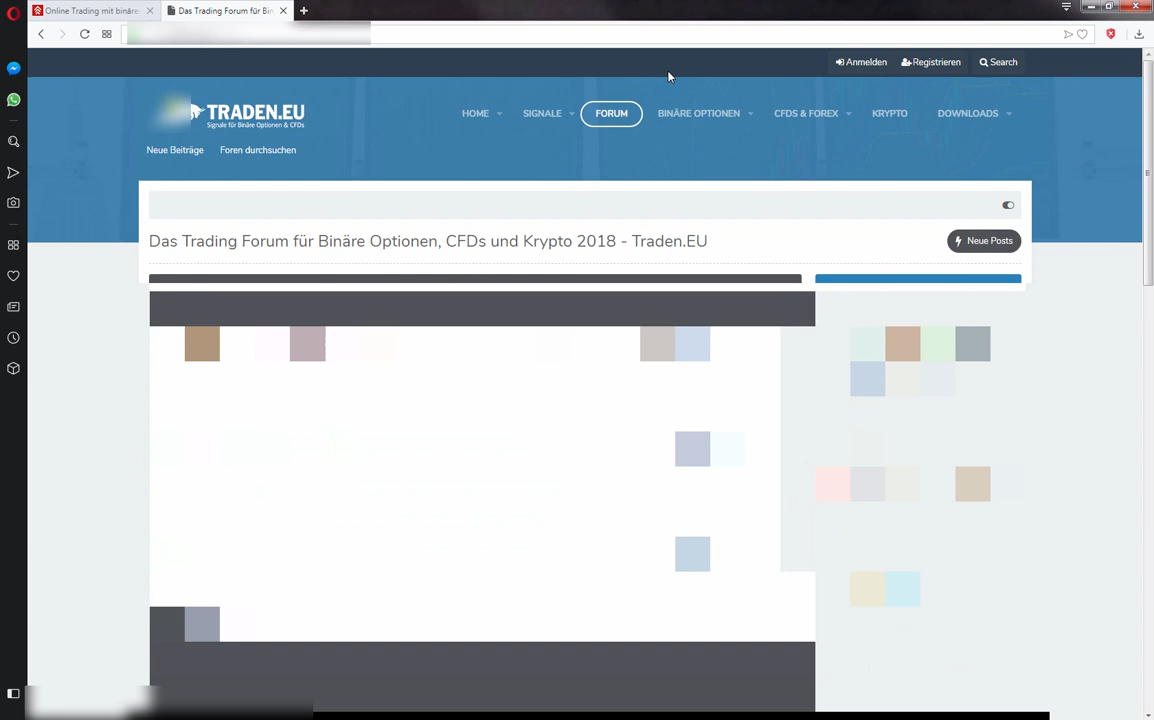 Online Trading mit binäre
Das Trading Forum für Bin
Anmelden
Registrieren
Search
TRADEN.EU
Signale für Binäre Optionen & CFDs
HOME
SIGNALE
FORUM
BINÄRE OPTIONEN
CFDS & FOREX
KRYPTO
DOWNLOADS
Neue Beiträge
Foren durchsuchen
Das Trading Forum für Binäre Optionen, CFDs und Krypto 2018 - Traden.EU
Neue Posts